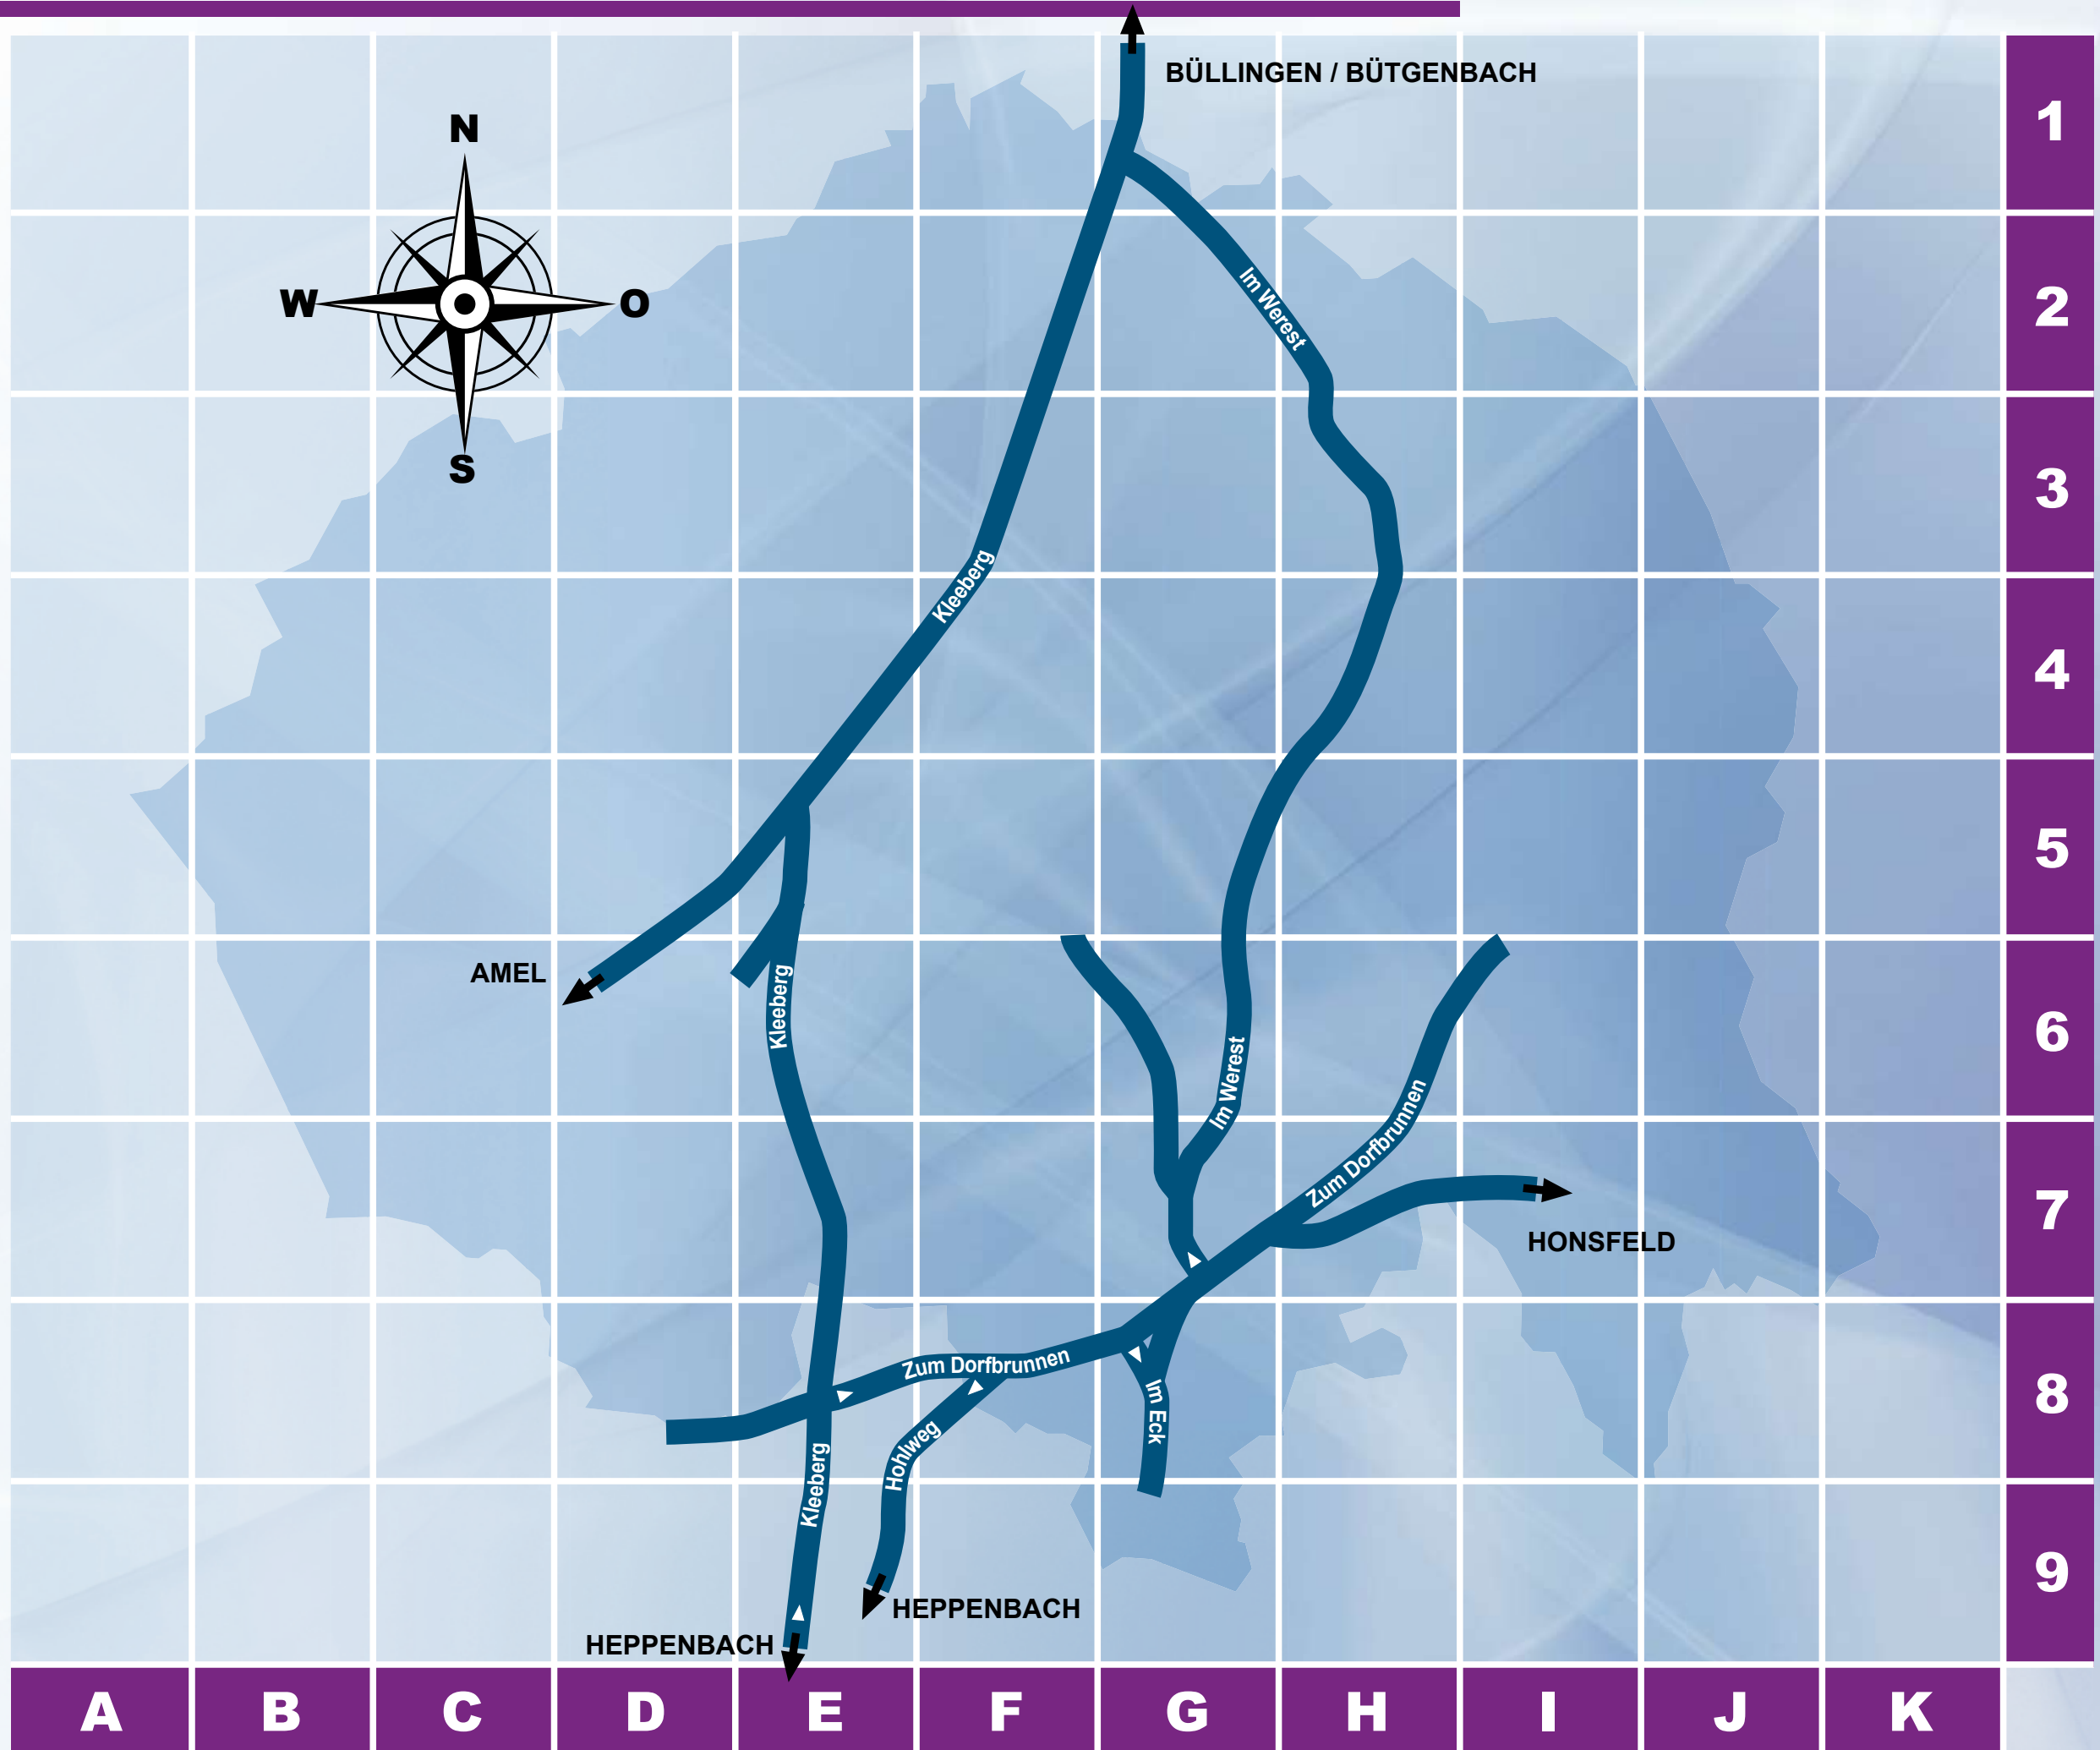 BÜLLINGEN / BÜTGENBACH
1
N
W
O
2
Im Werest
S
3
Kleeberg
4
5
AMEL
Kleeberg
6
Im Werest
Zum Dorfbrunnen
7
HONSFELD
Zum Dorfbrunnen
8
Im Eck
Hohlweg
Kleeberg
9
HEPPENBACH
HEPPENBACH
A B C D E F G H I J K